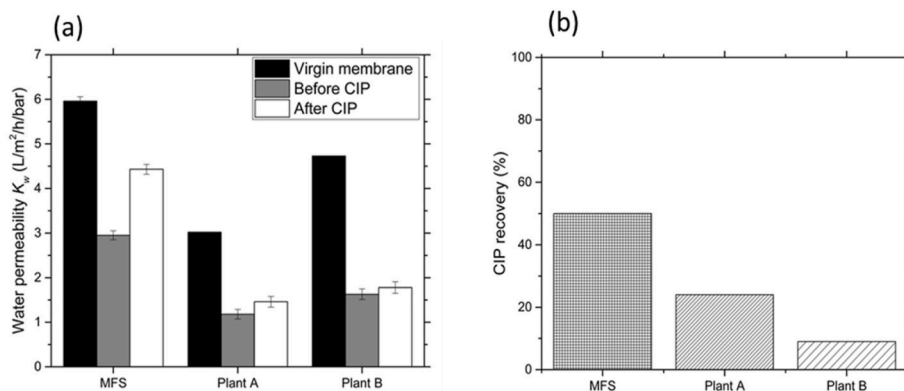 (a)
7
6
5
4
3
2
1
0
Water permeability Kw (L/m²/h/bar)
Virgin membrane
Before CIP
After CIP
MFS Plant A Plant B
(b)
100
80
60
40
20
0
CIP recovery (%)
MFS Plant A Plant B